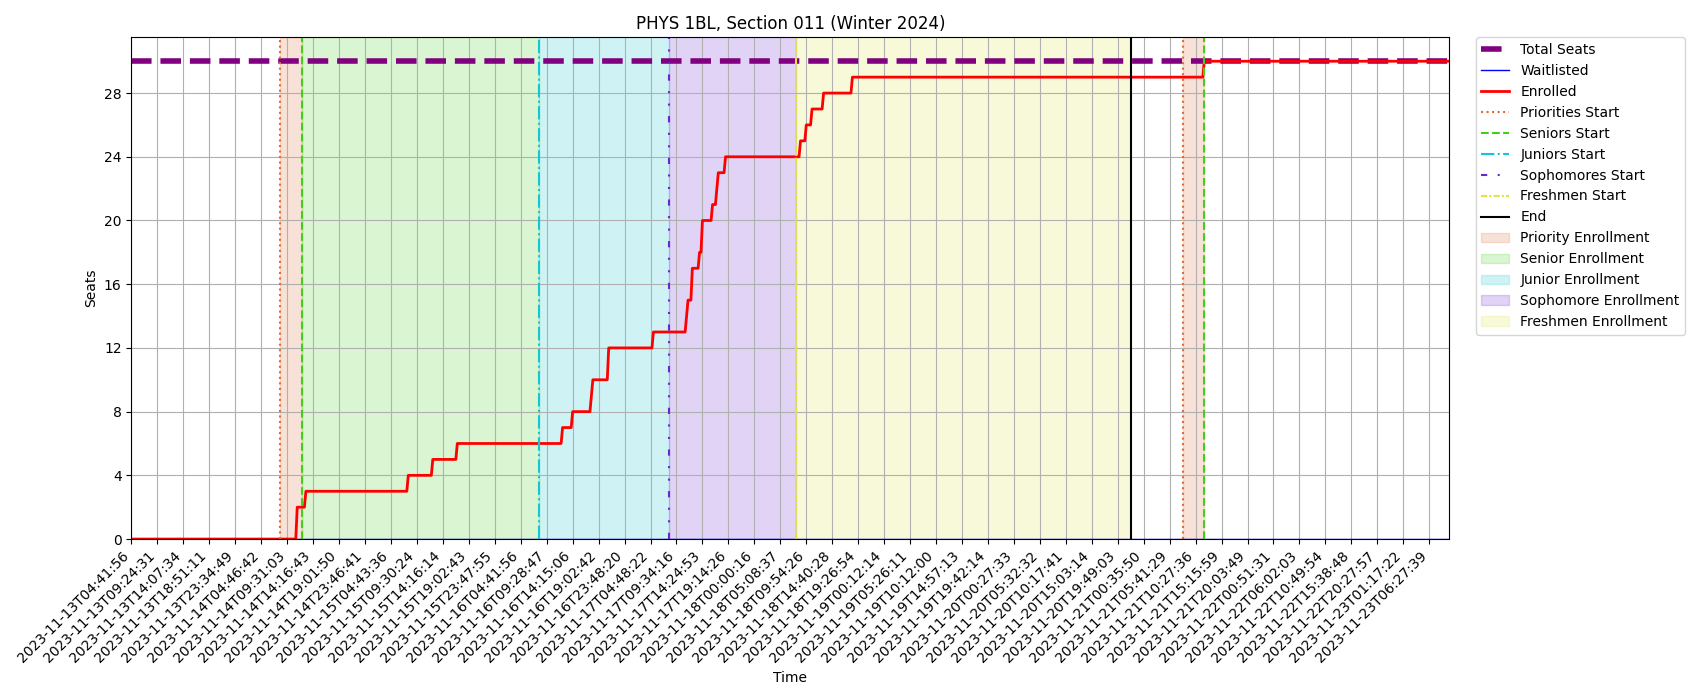 PHYS 1BL, Section 011 (Winter 2024)
Seats
28
24
20
16
12
8
4
0
2023-11-13T04:41:56
2023-11-13T09:24:31
2023-11-13T14:07:34
2023-11-13T18:51:11
2023-11-13T23:34:49
2023-11-14T04:46:42
2023-11-14T09:31:03
2023-11-14T14:16:43
2023-11-14T19:01:50
2023-11-14T23:46:41
2023-11-15T04:43:36
2023-11-15T09:30:24
2023-11-15T14:16:14
2023-11-15T19:02:43
2023-11-15T23:47:55
2023-11-16T04:41:56
2023-11-16T09:28:47
2023-11-16T14:15:06
2023-11-16T19:02:42
2023-11-16T23:48:20
2023-11-17T04:48:22
2023-11-17T09:34:16
2023-11-17T14:24:53
2023-11-17T19:14:26
2023-11-18T00:00:16
2023-11-18T05:08:37
2023-11-18T09:54:26
2023-11-18T14:40:28
2023-11-18T19:26:54
2023-11-19T00:12:14
2023-11-19T05:26:11
2023-11-19T10:12:00
2023-11-19T14:57:13
2023-11-19T19:42:14
2023-11-20T00:27:33
2023-11-20T05:32:32
2023-11-20T10:17:41
2023-11-20T15:03:14
2023-11-20T19:49:03
2023-11-21T00:35:50
2023-11-21T05:41:29
2023-11-21T10:27:36
2023-11-21T15:15:59
2023-11-21T20:03:49
2023-11-22T00:51:31
2023-11-22T06:02:03
2023-11-22T10:49:54
2023-11-22T15:38:48
2023-11-22T20:27:57
2023-11-23T01:17:22
2023-11-23T06:27:39
Time
Total Seats
Waitlisted
Enrolled
Priorities Start
Seniors Start
Juniors Start
Sophomores Start
Freshmen Start
End
Priority Enrollment
Senior Enrollment
Junior Enrollment
Sophomore Enrollment
Freshmen Enrollment